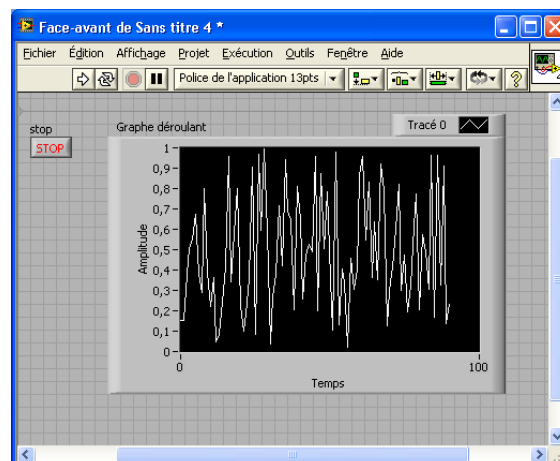 Face-avant de Sans titre 4 *
Fichier Édition Affichage Projet Exécution Outils Fenêtre Aide
Police de l'application 13pts
stop
STOP
Graphe déroulant
Tracé 0
Amplitude
1
0,9
0,8
0,7
0,6
0,5
0,4
0,3
0,2
0,1
0
0 100
Temps